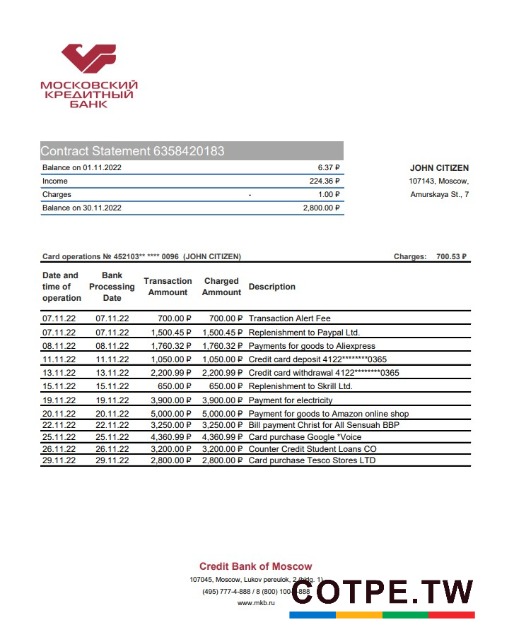 МОСКОВСКИЙ
КРЕДИТНЫЙ
БАНК
Contract Statement 6358420183
Balance on 01.11.2022 6.37 ₽
Income 224.36 ₽
Charges - 1.00 ₽
Balance on 30.11.2022 2,800.00 ₽
JOHN CITIZEN
107143, Moscow,
Amurskaya St., 7
Card operations № 452103** **** 0096 (JOHN CITIZEN) Charges: 700.53 ₽
Date and time of operation Bank Processing Date Transaction Amount Charged Amount Description
07.11.22 07.11.22 700.00 ₽ 700.00 ₽ Transaction Alert Fee
07.11.22 07.11.22 1,500.45 ₽ 1,500.45 ₽ Replenishment to Paypal Ltd.
08.11.22 08.11.22 1,760.32 ₽ 1,760.32 ₽ Payments for goods to Aliexpress
11.11.22 11.11.22 1,050.00 ₽ 1,050.00 ₽ Credit card deposit 4122********0365
13.11.22 13.11.22 2,200.99 ₽ 2,200.99 ₽ Credit card withdrawal 4122********0365
15.11.22 15.11.22 650.00 ₽ 650.00 ₽ Replenishment to Skrill Ltd.
19.11.22 19.11.22 3,900.00 ₽ 3,900.00 ₽ Payment for electricity
20.11.22 20.11.22 5,000.00 ₽ 5,000.00 ₽ Payment for goods to Amazon online shop
22.11.22 22.11.22 3,250.00 ₽ 3,250.00 ₽ Bill payment Christ for All Sensuah BBP
25.11.22 25.11.22 4,360.99 ₽ 4,360.99 ₽ Card purchase Google *Voice
26.11.22 26.11.22 3,200.00 ₽ 3,200.00 ₽ Counter Credit Student Loans CO
29.11.22 29.11.22 2,800.00 ₽ 2,800.00 ₽ Card purchase Tesco Stores LTD
Credit Bank of Moscow
107045, Moscow, Lukov pereulok, 2 (bldg. 1)
(495) 777-4-888 / 8 (800) 100-
www.mkb.ru
COTPE.TW